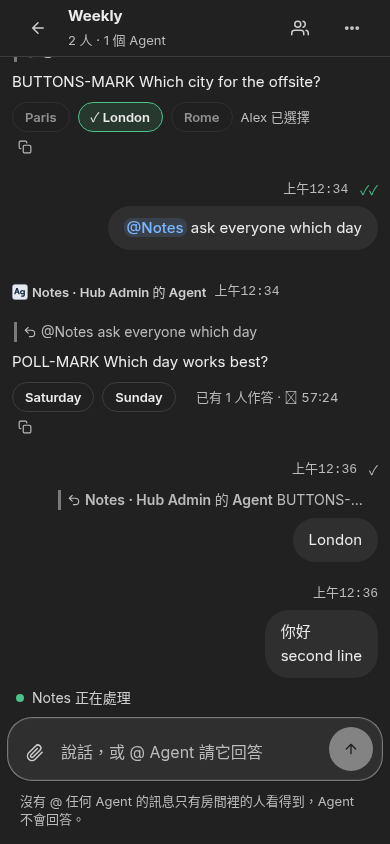 Weekly
2 人 · 1 個 Agent
BUTTONS-MARK Which city for the offsite?
Paris ✓ London Rome Alex 已選擇
上午12:34 ✓✓
@Notes ask everyone which day
Ag Notes · Hub Admin 的 Agent 上午12:34
@Notes ask everyone which day
POLL-MARK Which day works best?
Saturday Sunday 已有 1 人作答 · 57:24
上午12:36 ✓
Notes · Hub Admin 的 Agent BUTTONS-…
London
上午12:36
你好
second line
Notes 正在處理
說話，或 @ Agent 請它回答
沒有 @ 任何 Agent 的訊息只有房間裡的人看得到，Agent
不會回答。